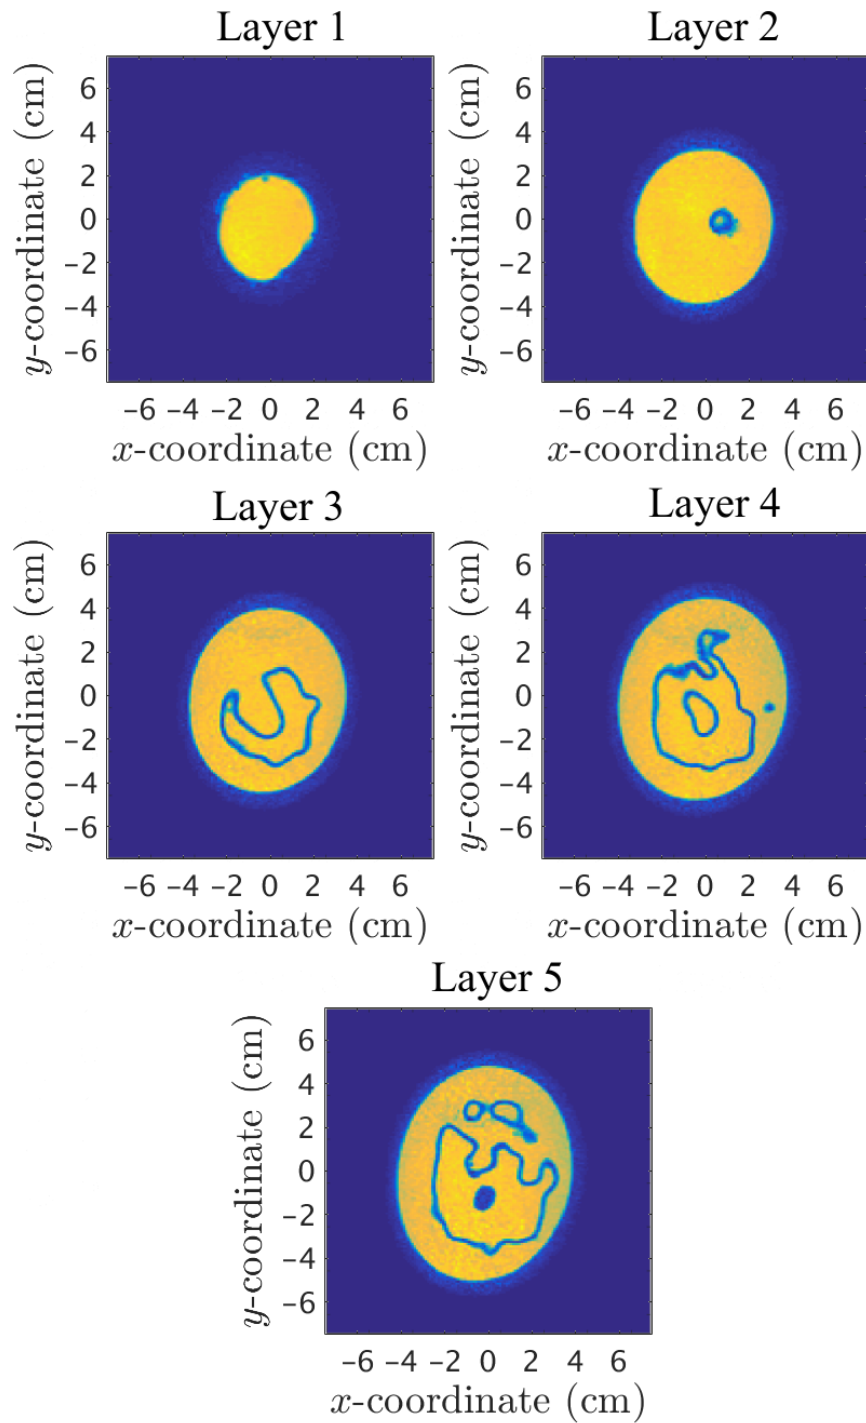 Layer 1
y-coordinate (cm)
6
4
2
0
−2
−4
−6
−6 −4 −2 0 2 4 6
x-coordinate (cm)
Layer 2
y-coordinate (cm)
6
4
2
0
−2
−4
−6
−6 −4 −2 0 2 4 6
x-coordinate (cm)
Layer 3
y-coordinate (cm)
6
4
2
0
−2
−4
−6
−6 −4 −2 0 2 4 6
x-coordinate (cm)
Layer 4
y-coordinate (cm)
6
4
2
0
−2
−4
−6
−6 −4 −2 0 2 4 6
x-coordinate (cm)
Layer 5
y-coordinate (cm)
6
4
2
0
−2
−4
−6
−6 −4 −2 0 2 4 6
x-coordinate (cm)